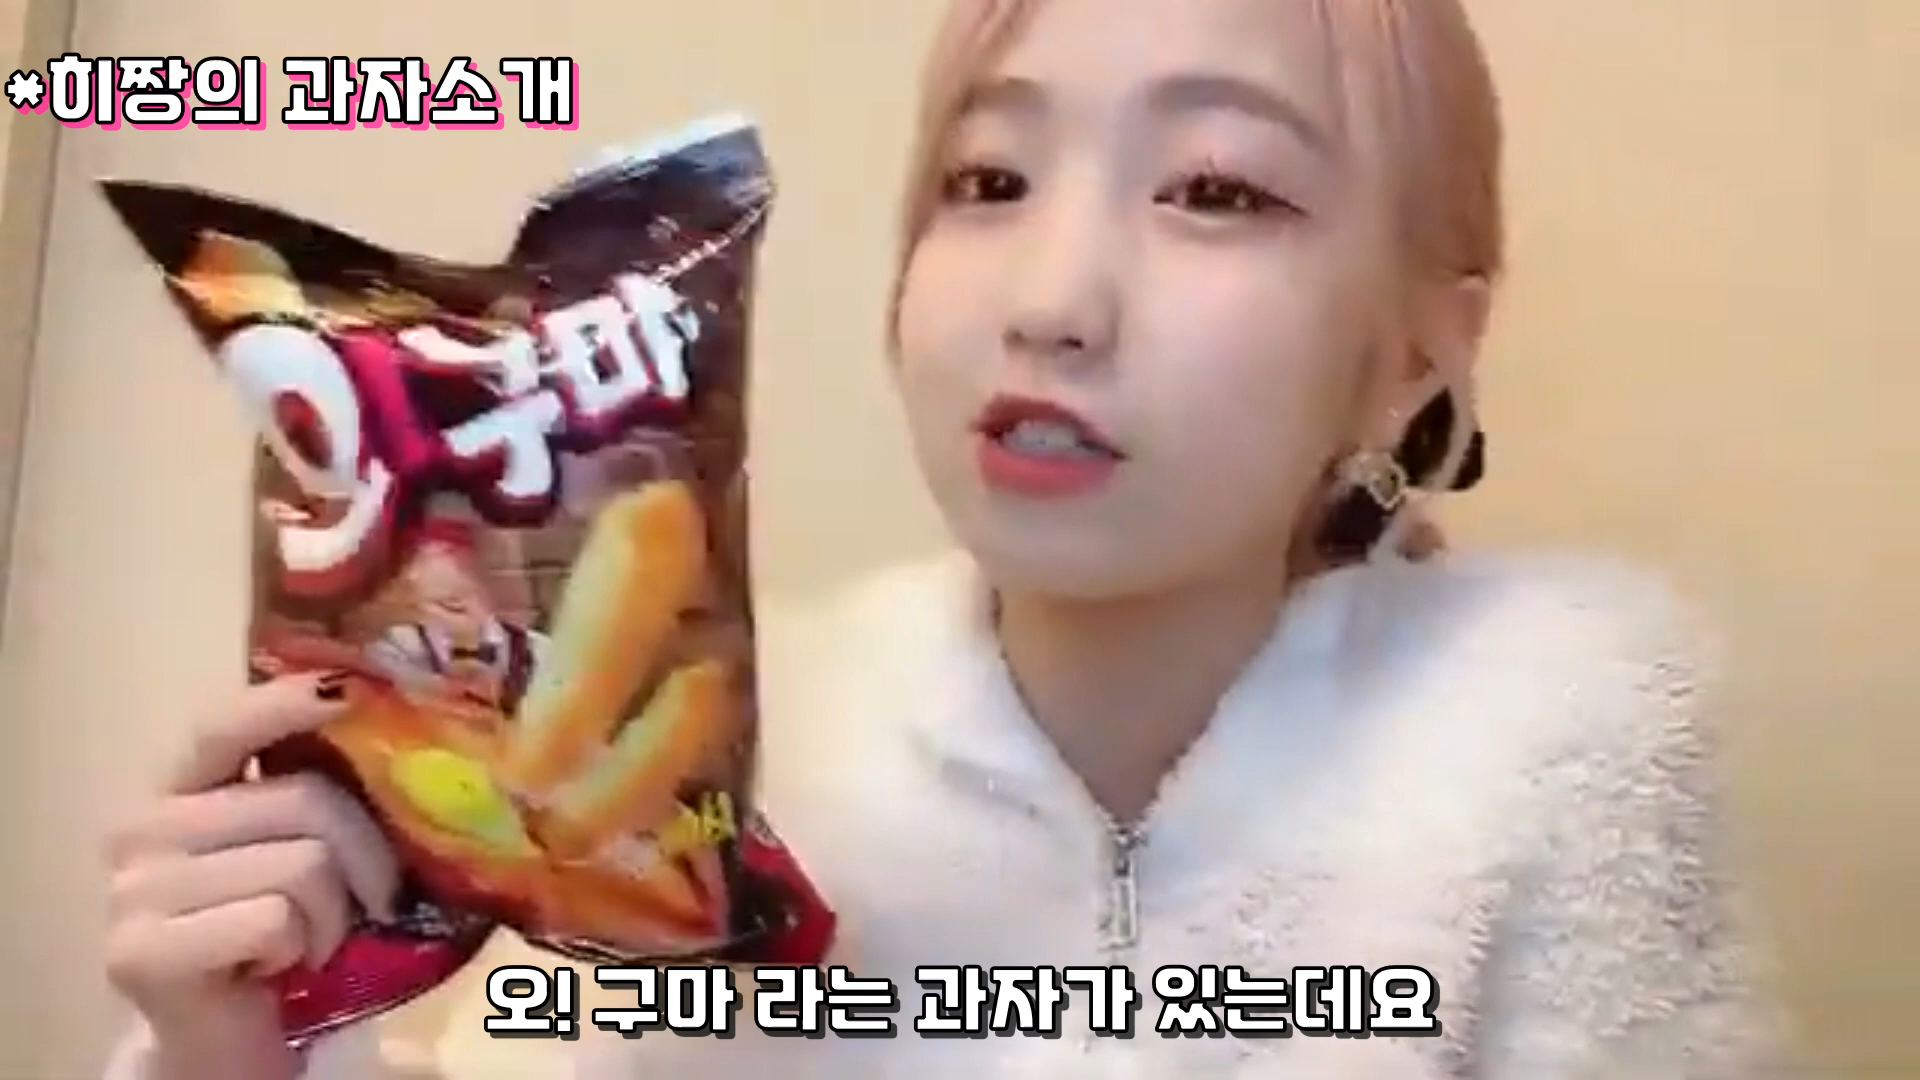 *히짱의 과자소개
오!구마
오! 구마 라는 과자가 있는데요